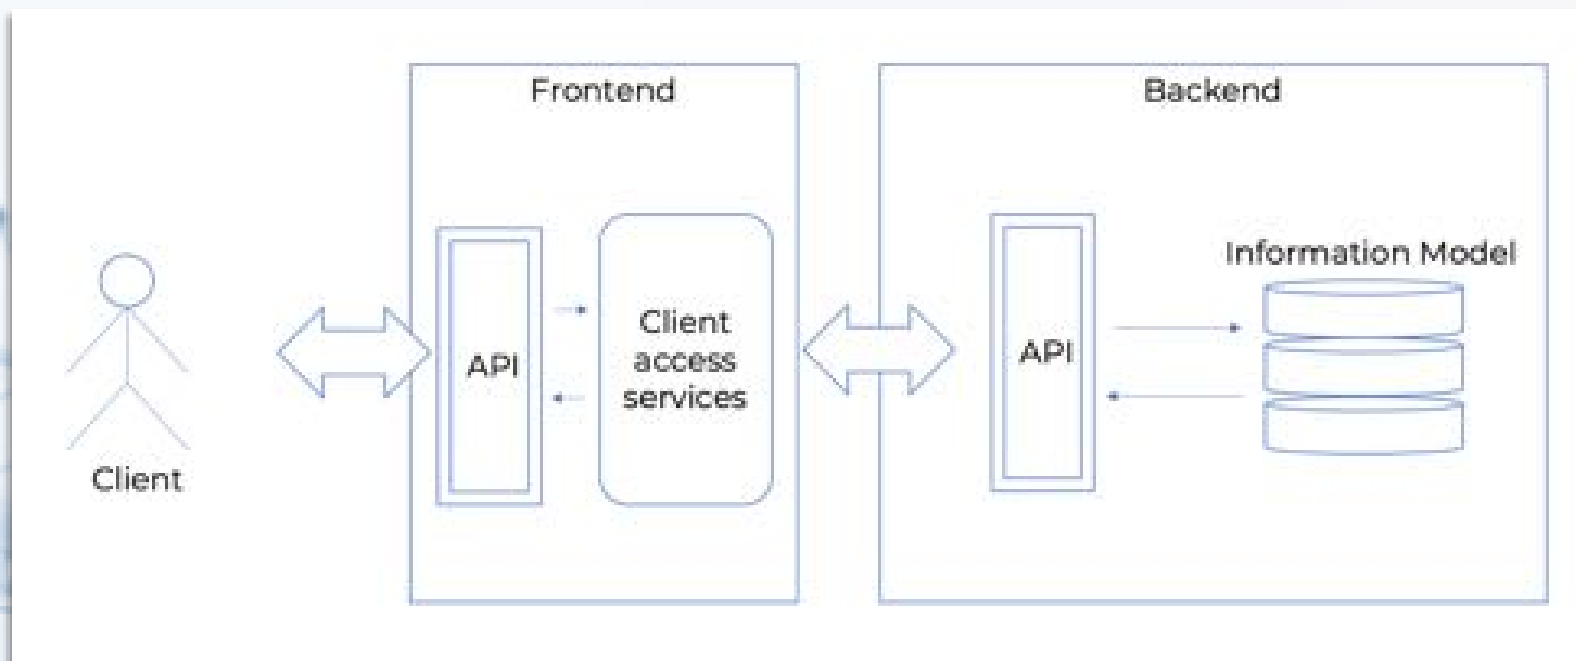 Frontend
Backend
Client
API
Client
access
services
API
Information Model